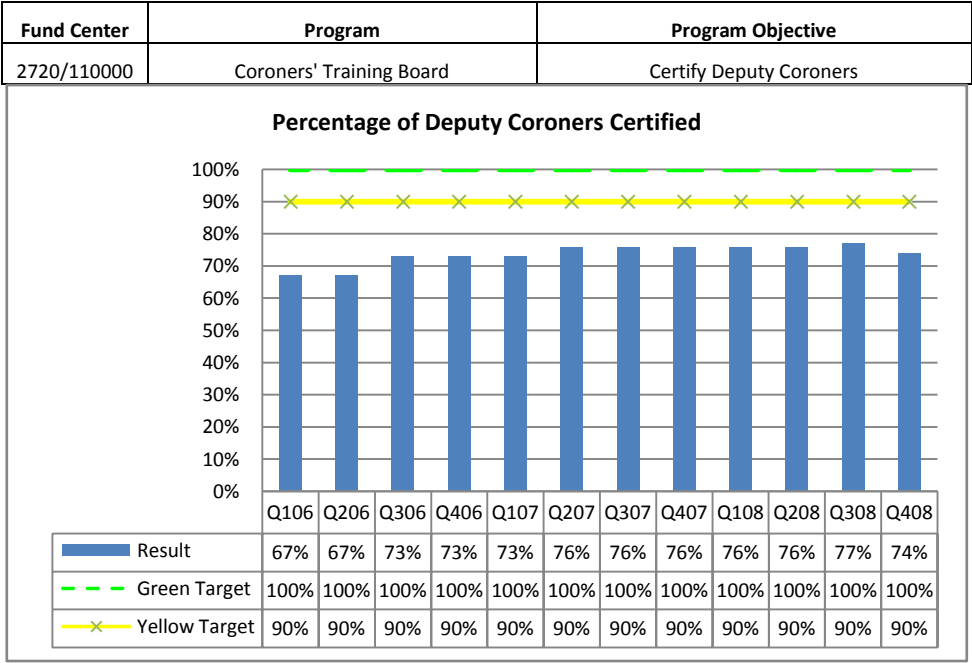 Fund Center Program Program Objective
2720/110000 Coroners' Training Board Certify Deputy Coroners
Percentage of Deputy Coroners Certified
100%
90%
80%
70%
60%
50%
40%
30%
20%
10%
0%
Q106 Q206 Q306 Q406 Q107 Q207 Q307 Q407 Q108 Q208 Q308 Q408
Result 67% 67% 73% 73% 73% 76% 76% 76% 76% 76% 77% 74%
Green Target 100% 100% 100% 100% 100% 100% 100% 100% 100% 100% 100% 100%
Yellow Target 90% 90% 90% 90% 90% 90% 90% 90% 90% 90% 90% 90%